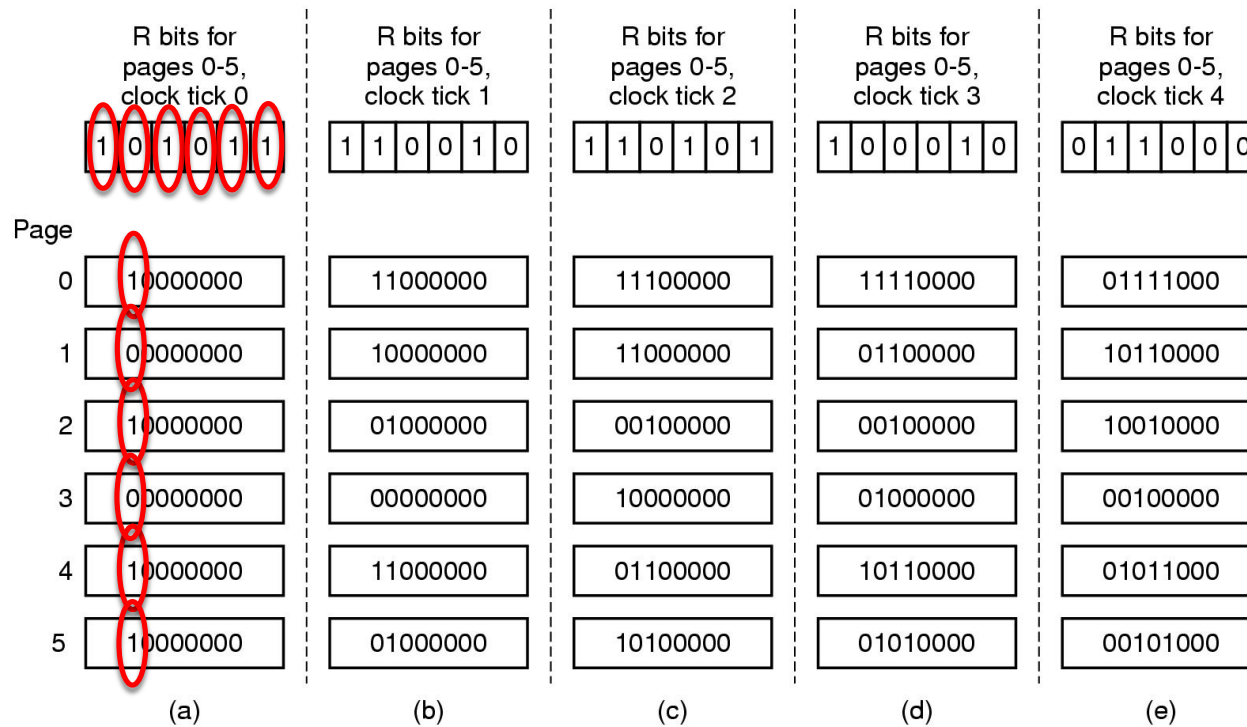 R bits for
pages 0-5,
clock tick 0
1 0 1 0 1 1
R bits for
pages 0-5,
clock tick 1
1 1 0 0 1 0
R bits for
pages 0-5,
clock tick 2
1 1 0 1 0 1
R bits for
pages 0-5,
clock tick 3
1 0 0 0 1 0
R bits for
pages 0-5,
clock tick 4
0 1 1 0 0 0
Page
0 10000000 11000000 11100000 11110000 01111000
1 00000000 10000000 11000000 01100000 10110000
2 10000000 01000000 00100000 00100000 10010000
3 00000000 00000000 10000000 01000000 00100000
4 10000000 11000000 01100000 10110000 01011000
5 10000000 01000000 10100000 01010000 00101000
(a) (b) (c) (d) (e)